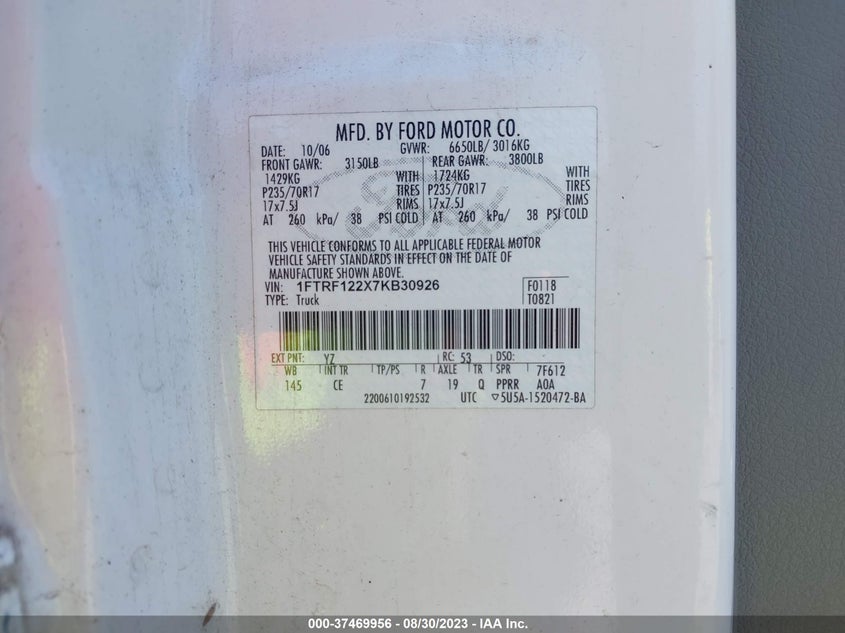 MFD. BY FORD MOTOR CO.
DATE: 10/06 GVWR: 6650LB/ 3016KG
FRONT GAWR: 3150LB REAR GAWR: 3800LB
1429KG WITH 1724KG WITH
P235/70R17 TIRES P235/70R17 TIRES
17x7.5J RIMS 17x7.5J RIMS
AT 260 kPa/ 38 PSI COLD AT 260 kPa/ 38 PSI COLD
Ford
THIS VEHICLE CONFORMS TO ALL APPLICABLE FEDERAL MOTOR
VEHICLE SAFETY STANDARDS IN EFFECT ON THE DATE OF
MANUFACTURE SHOWN ABOVE.
VIN: 1FTRF122X7KB30926 F0118
TYPE: Truck T0821
EXT PNT: YZ RC: 53 DSO:
WB INT TR TP/PS R AXLE TR SPR 7F612
145 CE 7 19 Q PPRR A0A
2200610192532 UTC ▽5U5A-1520472-BA
000-37469956 - 08/30/2023 - IAA Inc.